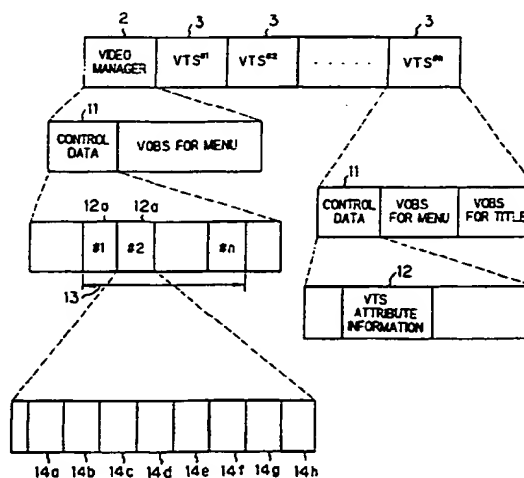 2 3 3 3
VIDEO MANAGER VTS#1 VTS#2 ..... VTS#n
11
CONTROL DATA VOBS FOR MENU
11
CONTROL DATA VOBS FOR MENU VOBS FOR TITLE
12a 12a
#1 #2 #n
13
12
VTS ATTRIBUTE INFORMATION
14a 14b 14c 14d 14e 14f 14g 14h